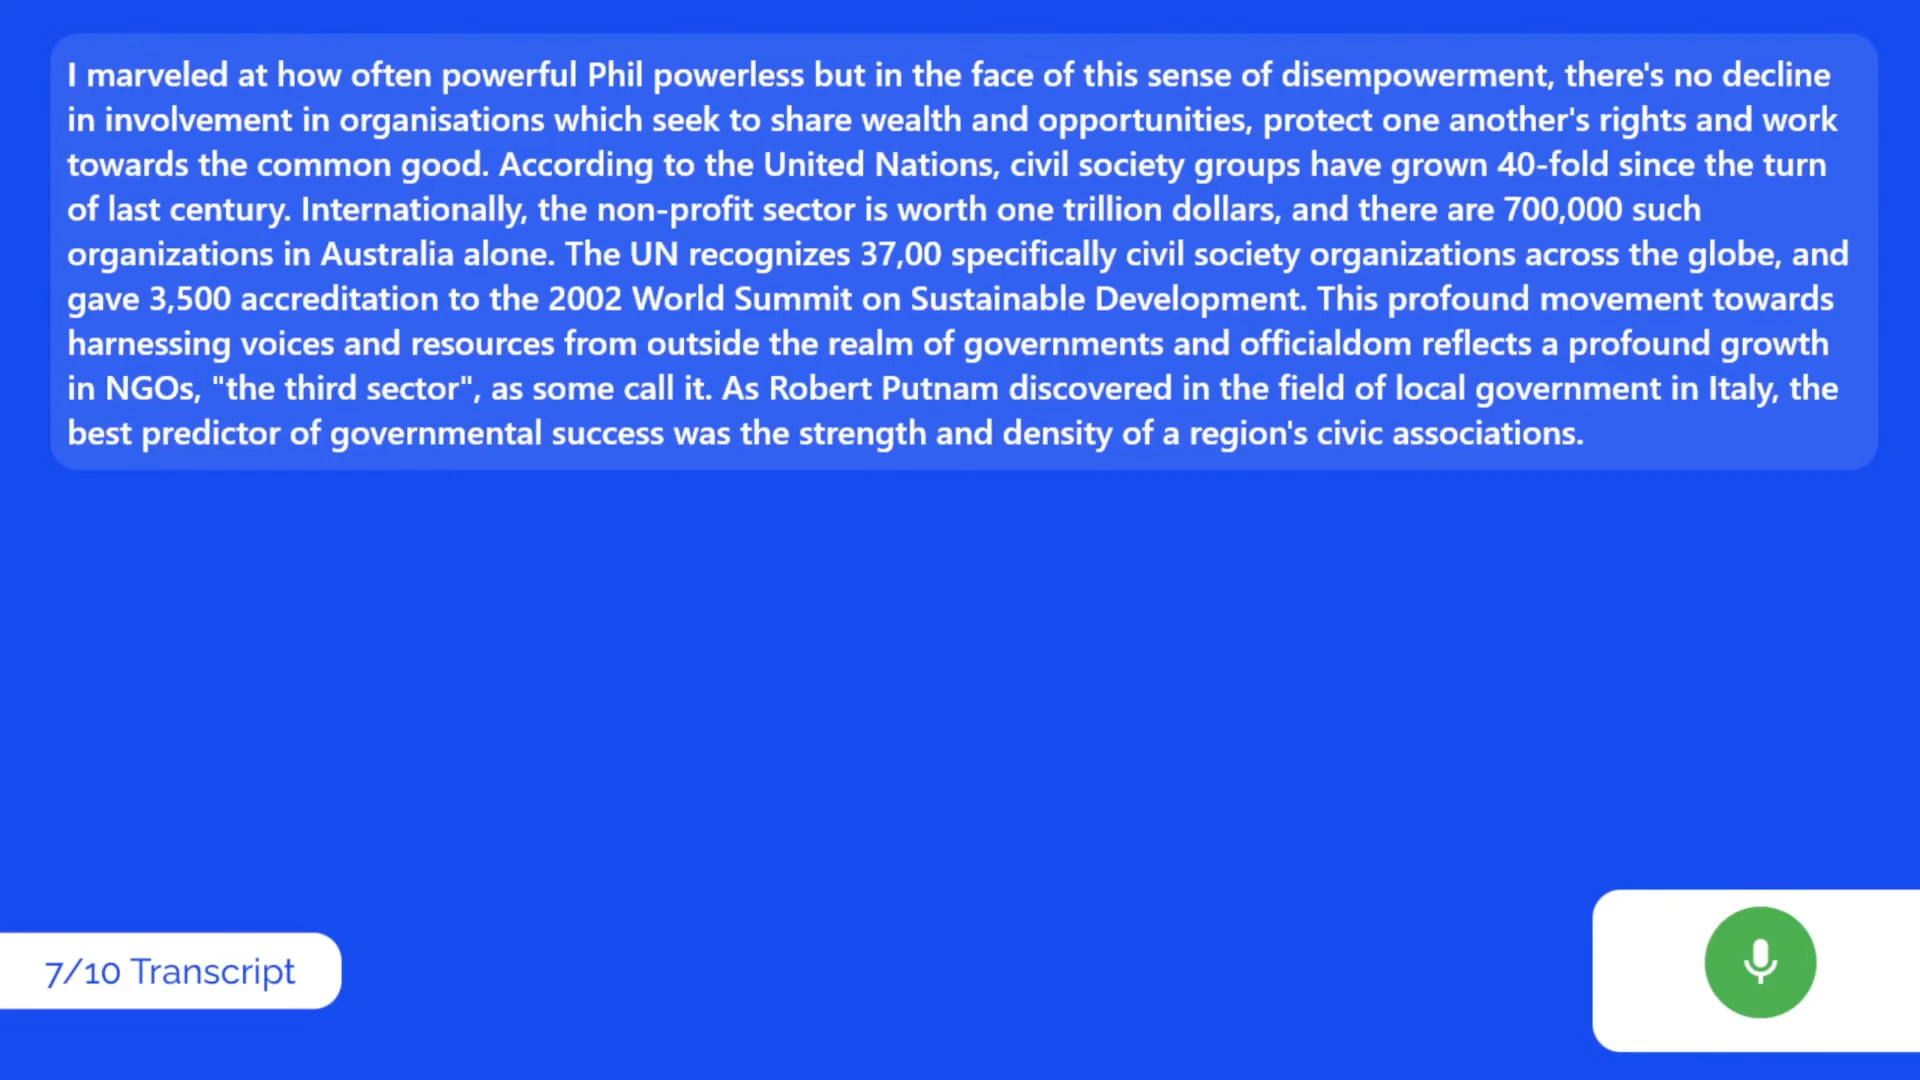 I marveled at how often powerful Phil powerless but in the face of this sense of disempowerment, there's no decline
in involvement in organisations which seek to share wealth and opportunities, protect one another's rights and work
towards the common good. According to the United Nations, civil society groups have grown 40-fold since the turn
of last century. Internationally, the non-profit sector is worth one trillion dollars, and there are 700,000 such
organizations in Australia alone. The UN recognizes 37,00 specifically civil society organizations across the globe, and
gave 3,500 accreditation to the 2002 World Summit on Sustainable Development. This profound movement towards
harnessing voices and resources from outside the realm of governments and officialdom reflects a profound growth
in NGOs, "the third sector", as some call it. As Robert Putnam discovered in the field of local government in Italy, the
best predictor of governmental success was the strength and density of a region's civic associations.
7/10 Transcript